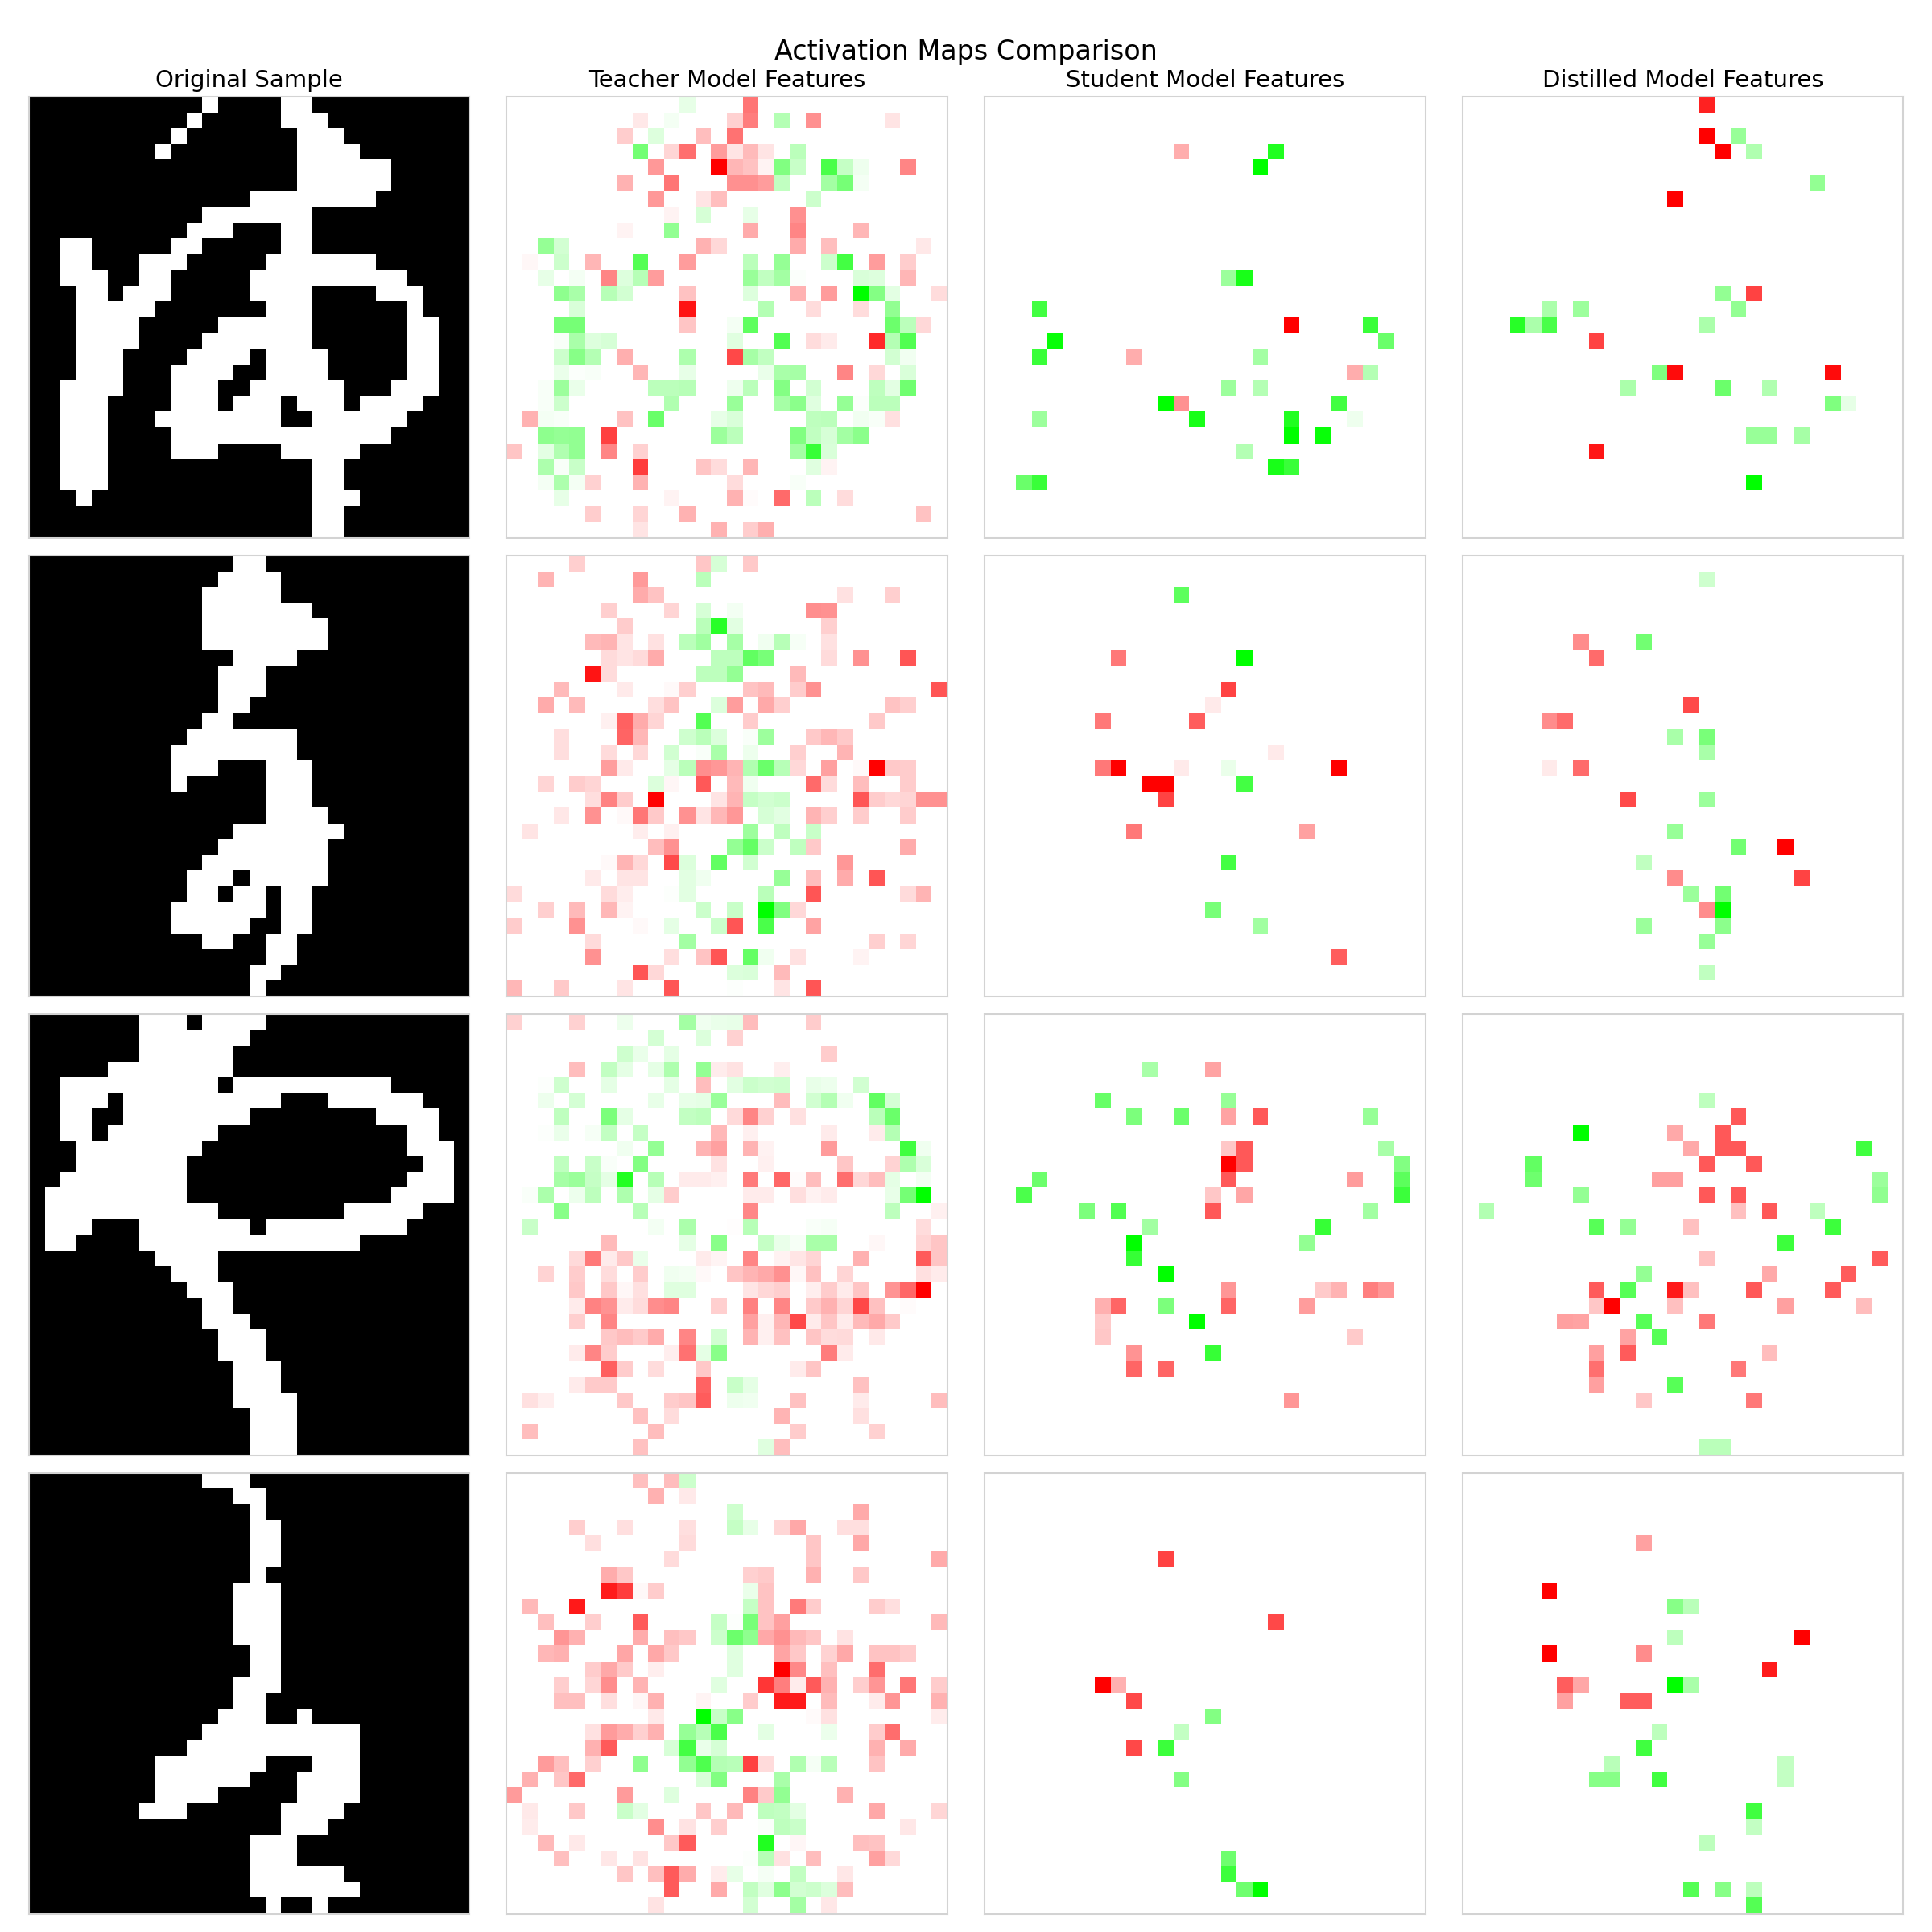 Activation Maps Comparison
Original Sample
Teacher Model Features
Student Model Features
Distilled Model Features